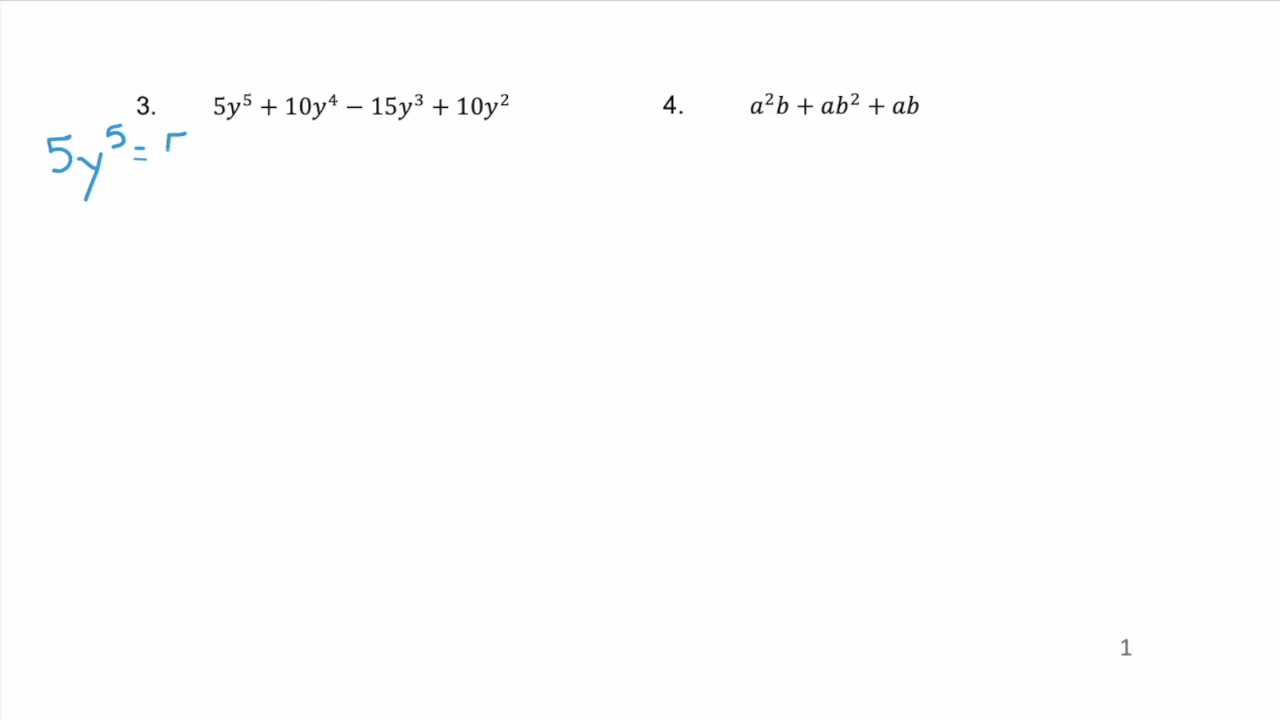 3. 5y⁵ + 10y⁴ − 15y³ + 10y² 4. a²b + ab² + ab
5y⁵ =
1